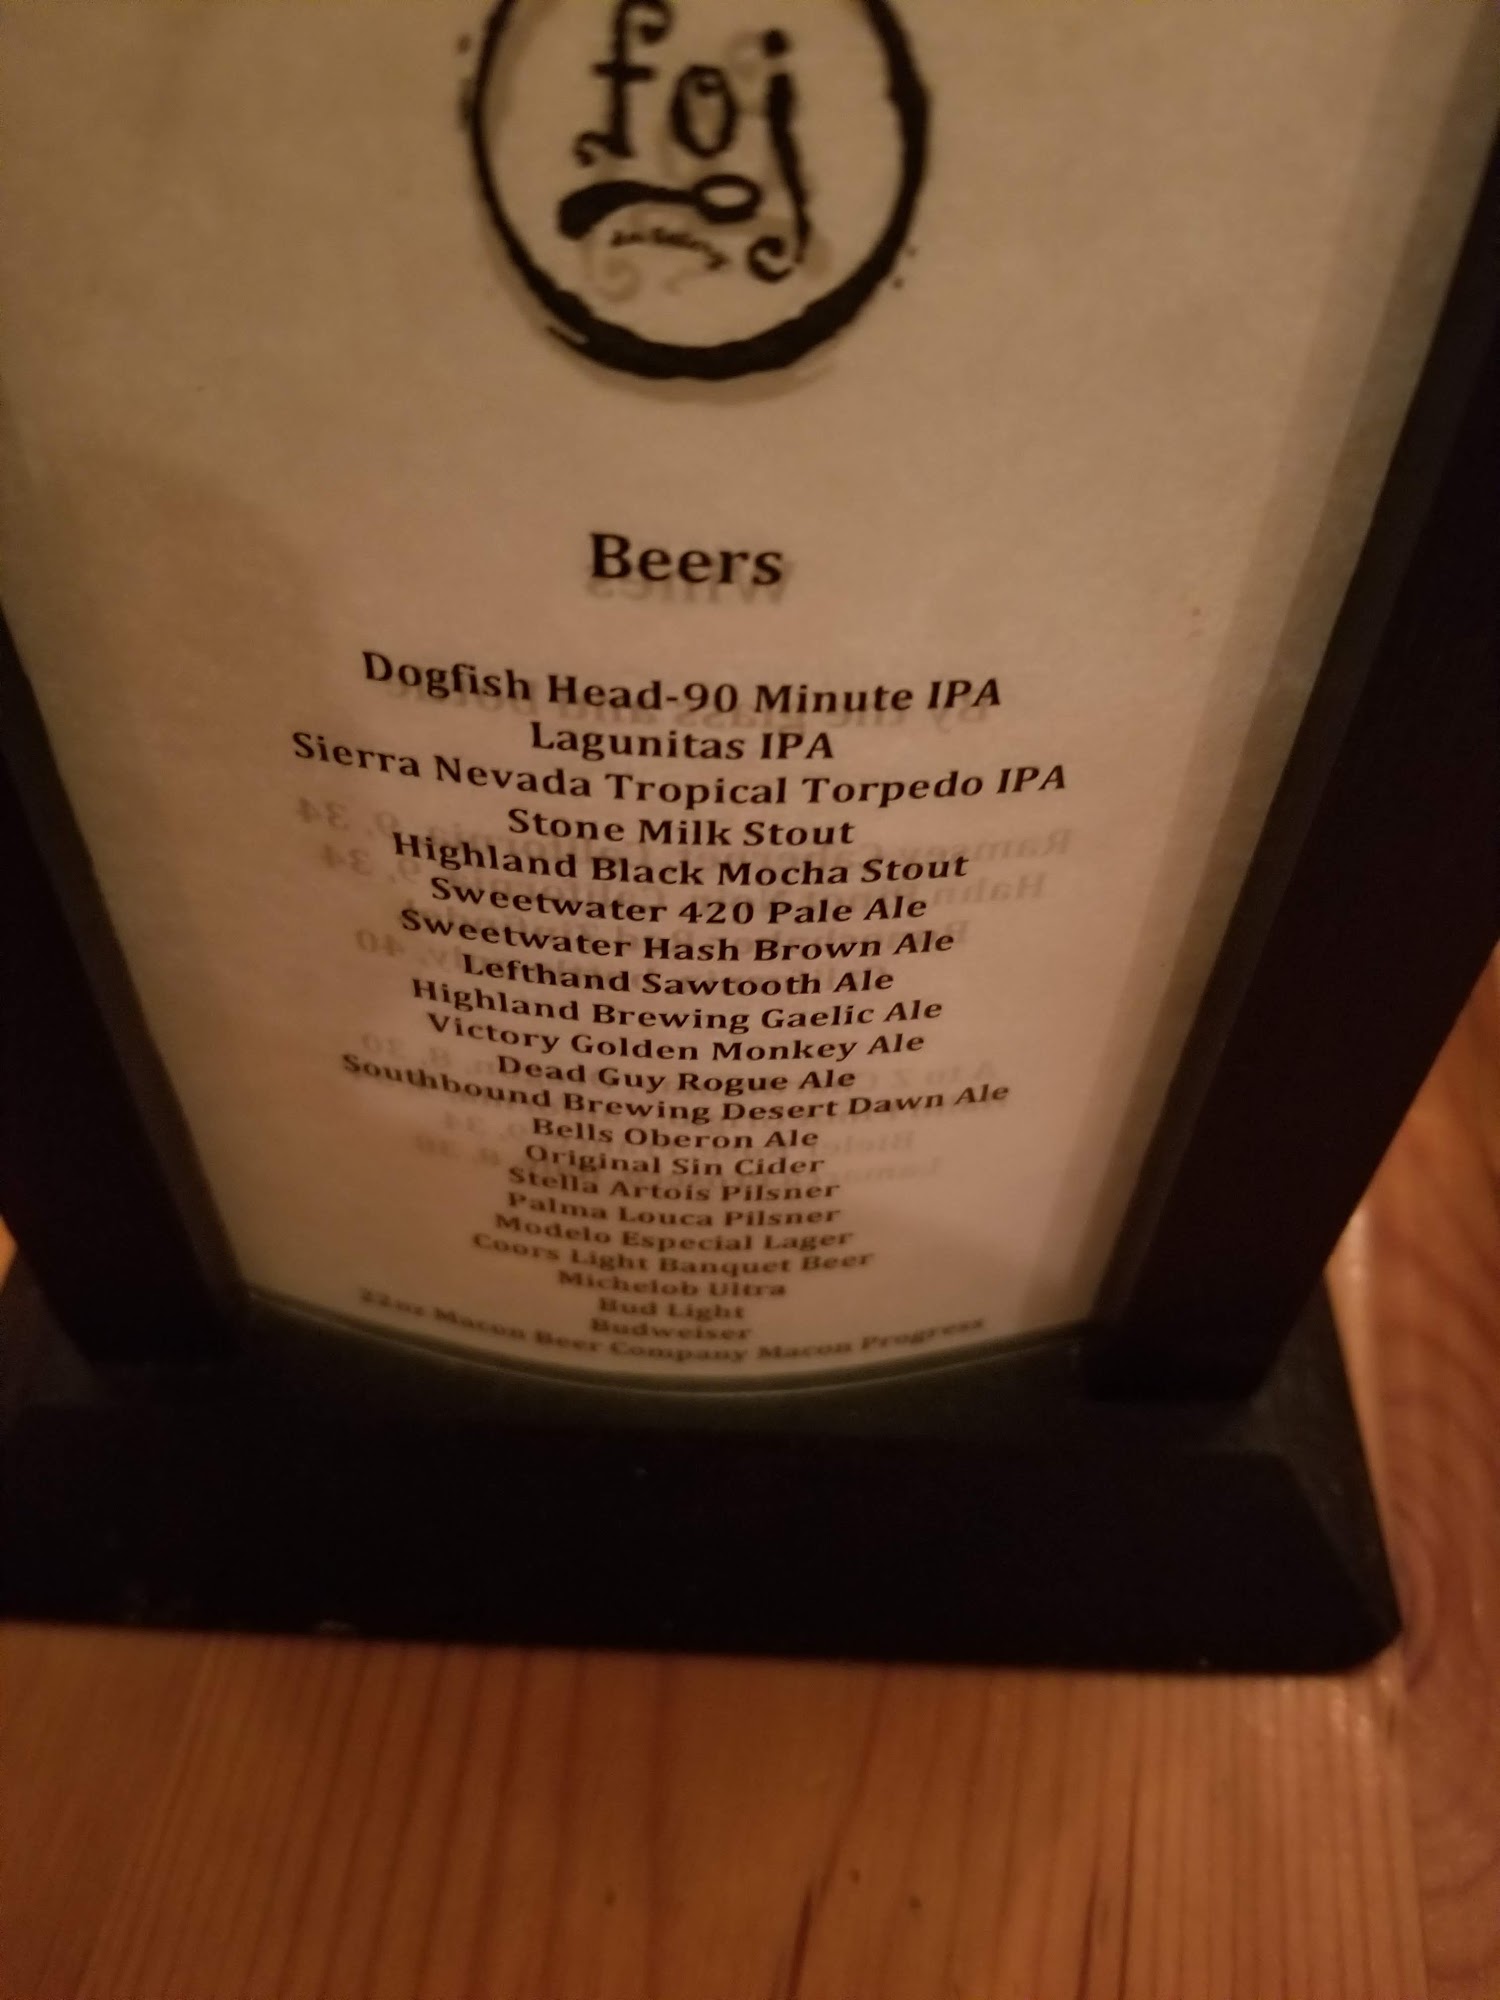 foj
Beers
Dogfish Head-90 Minute IPA
Lagunitas IPA
Sierra Nevada Tropical Torpedo IPA
Stone Milk Stout
Highland Black Mocha Stout
Sweetwater 420 Pale Ale
Sweetwater Hash Brown Ale
Lefthand Sawtooth Ale
Highland Brewing Gaelic Ale
Victory Golden Monkey Ale
Dead Guy Rogue Ale
Southbound Brewing Desert Dawn Ale
Bells Oberon Ale
Original Sin Cider
Stella Artois Pilsner
Palma Louca Pilsner
Modelo Especial Lager
Coors Light Banquet Beer
Michelob Ultra
Bud Light
Budweiser
22oz Macon Beer Company Macon Progress